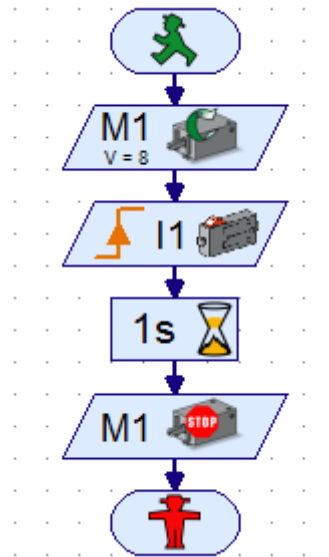 M1
V = 8
I1
1s
M1
STOP